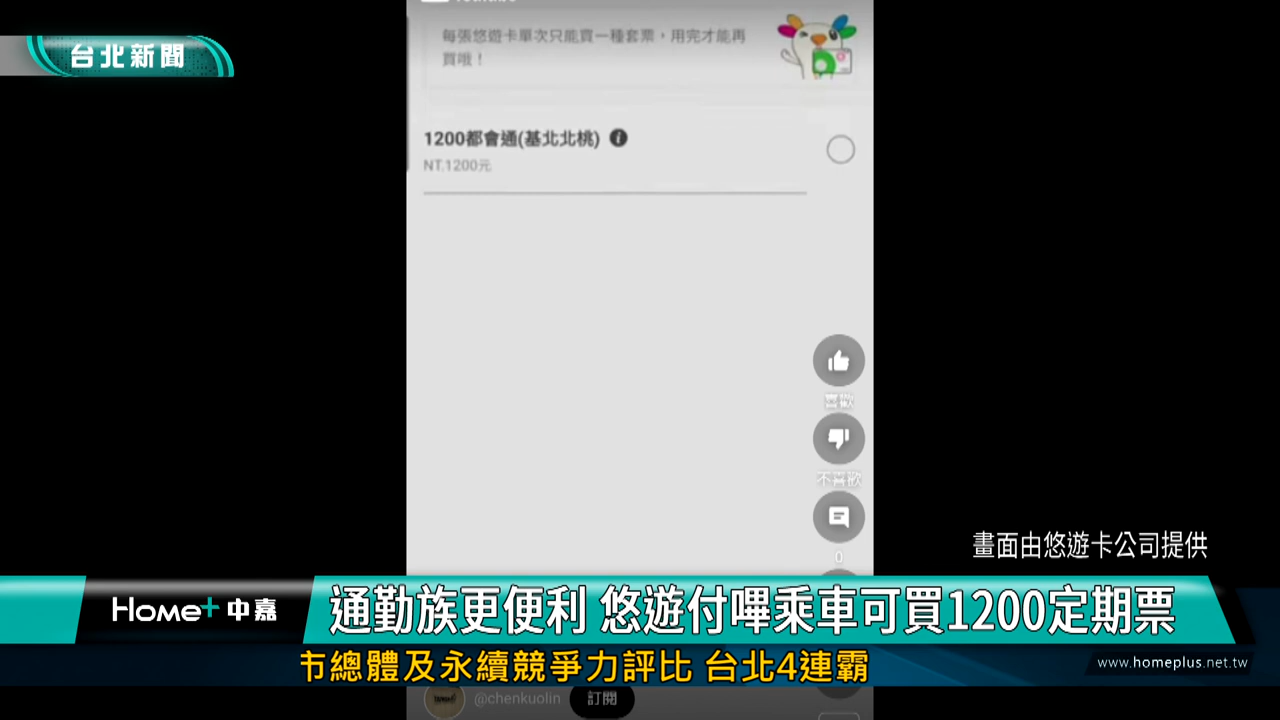 台北新聞
每張悠遊卡單次只能買一種套票，用完才能再
買哦！
1200都會通(基北北桃)
NT.1200元
喜歡
不喜歡
0
畫面由悠遊卡公司提供
Home+中嘉
通勤族更便利 悠遊付嗶乘車可買1200定期票
市總體及永續競爭力評比 台北4連霸
www.homeplus.net.tw
@chenkuolin
訂閱